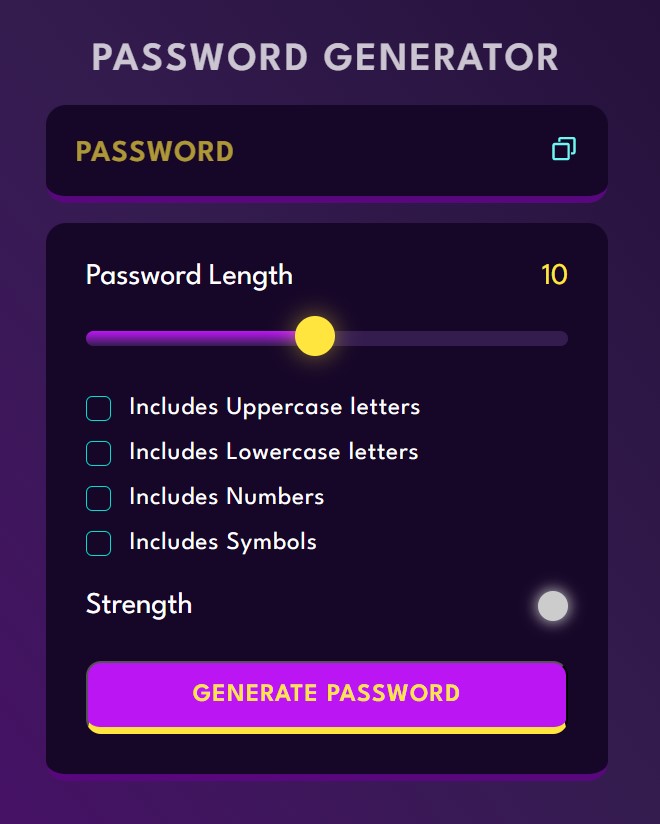 PASSWORD GENERATOR
PASSWORD
Password Length 10
Includes Uppercase letters
Includes Lowercase letters
Includes Numbers
Includes Symbols
Strength
GENERATE PASSWORD